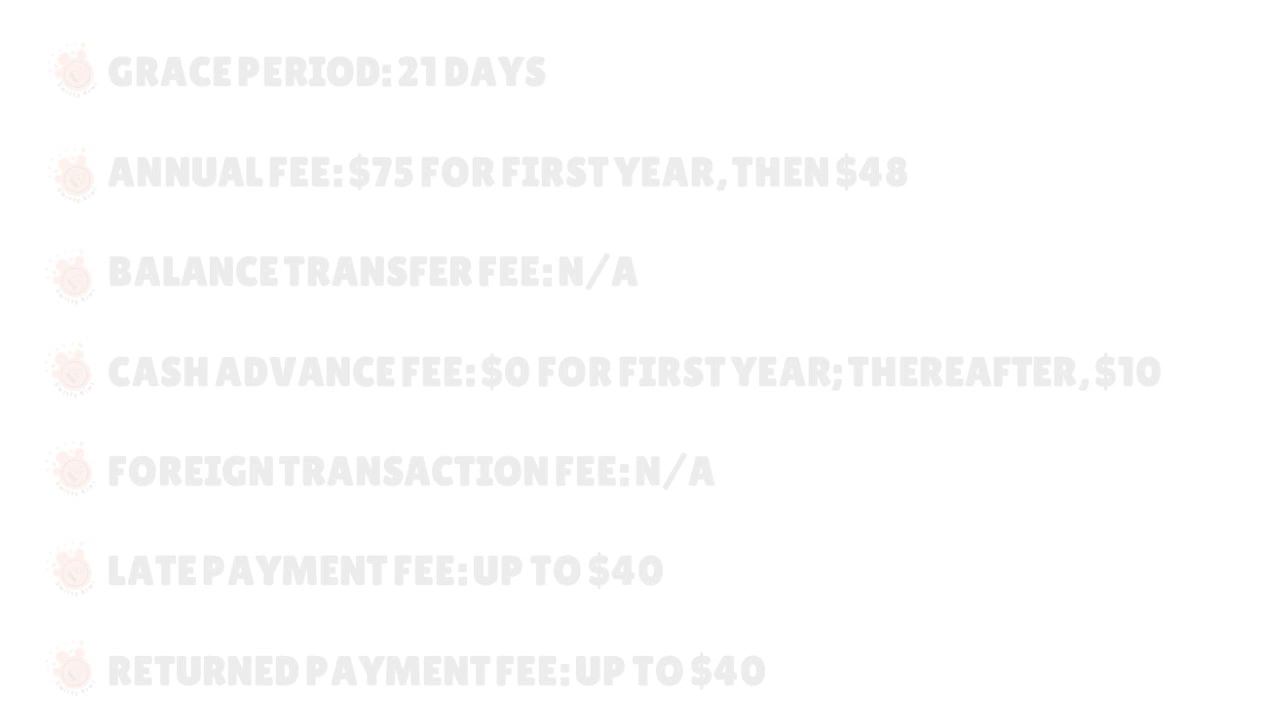 GRACE PERIOD: 21 DAYS
ANNUAL FEE: $75 FOR FIRST YEAR, THEN $48
BALANCE TRANSFER FEE: N/A
CASH ADVANCE FEE: $0 FOR FIRST YEAR; THEREAFTER, $10
FOREIGN TRANSACTION FEE: N/A
LATE PAYMENT FEE: UP TO $40
RETURNED PAYMENT FEE: UP TO $40